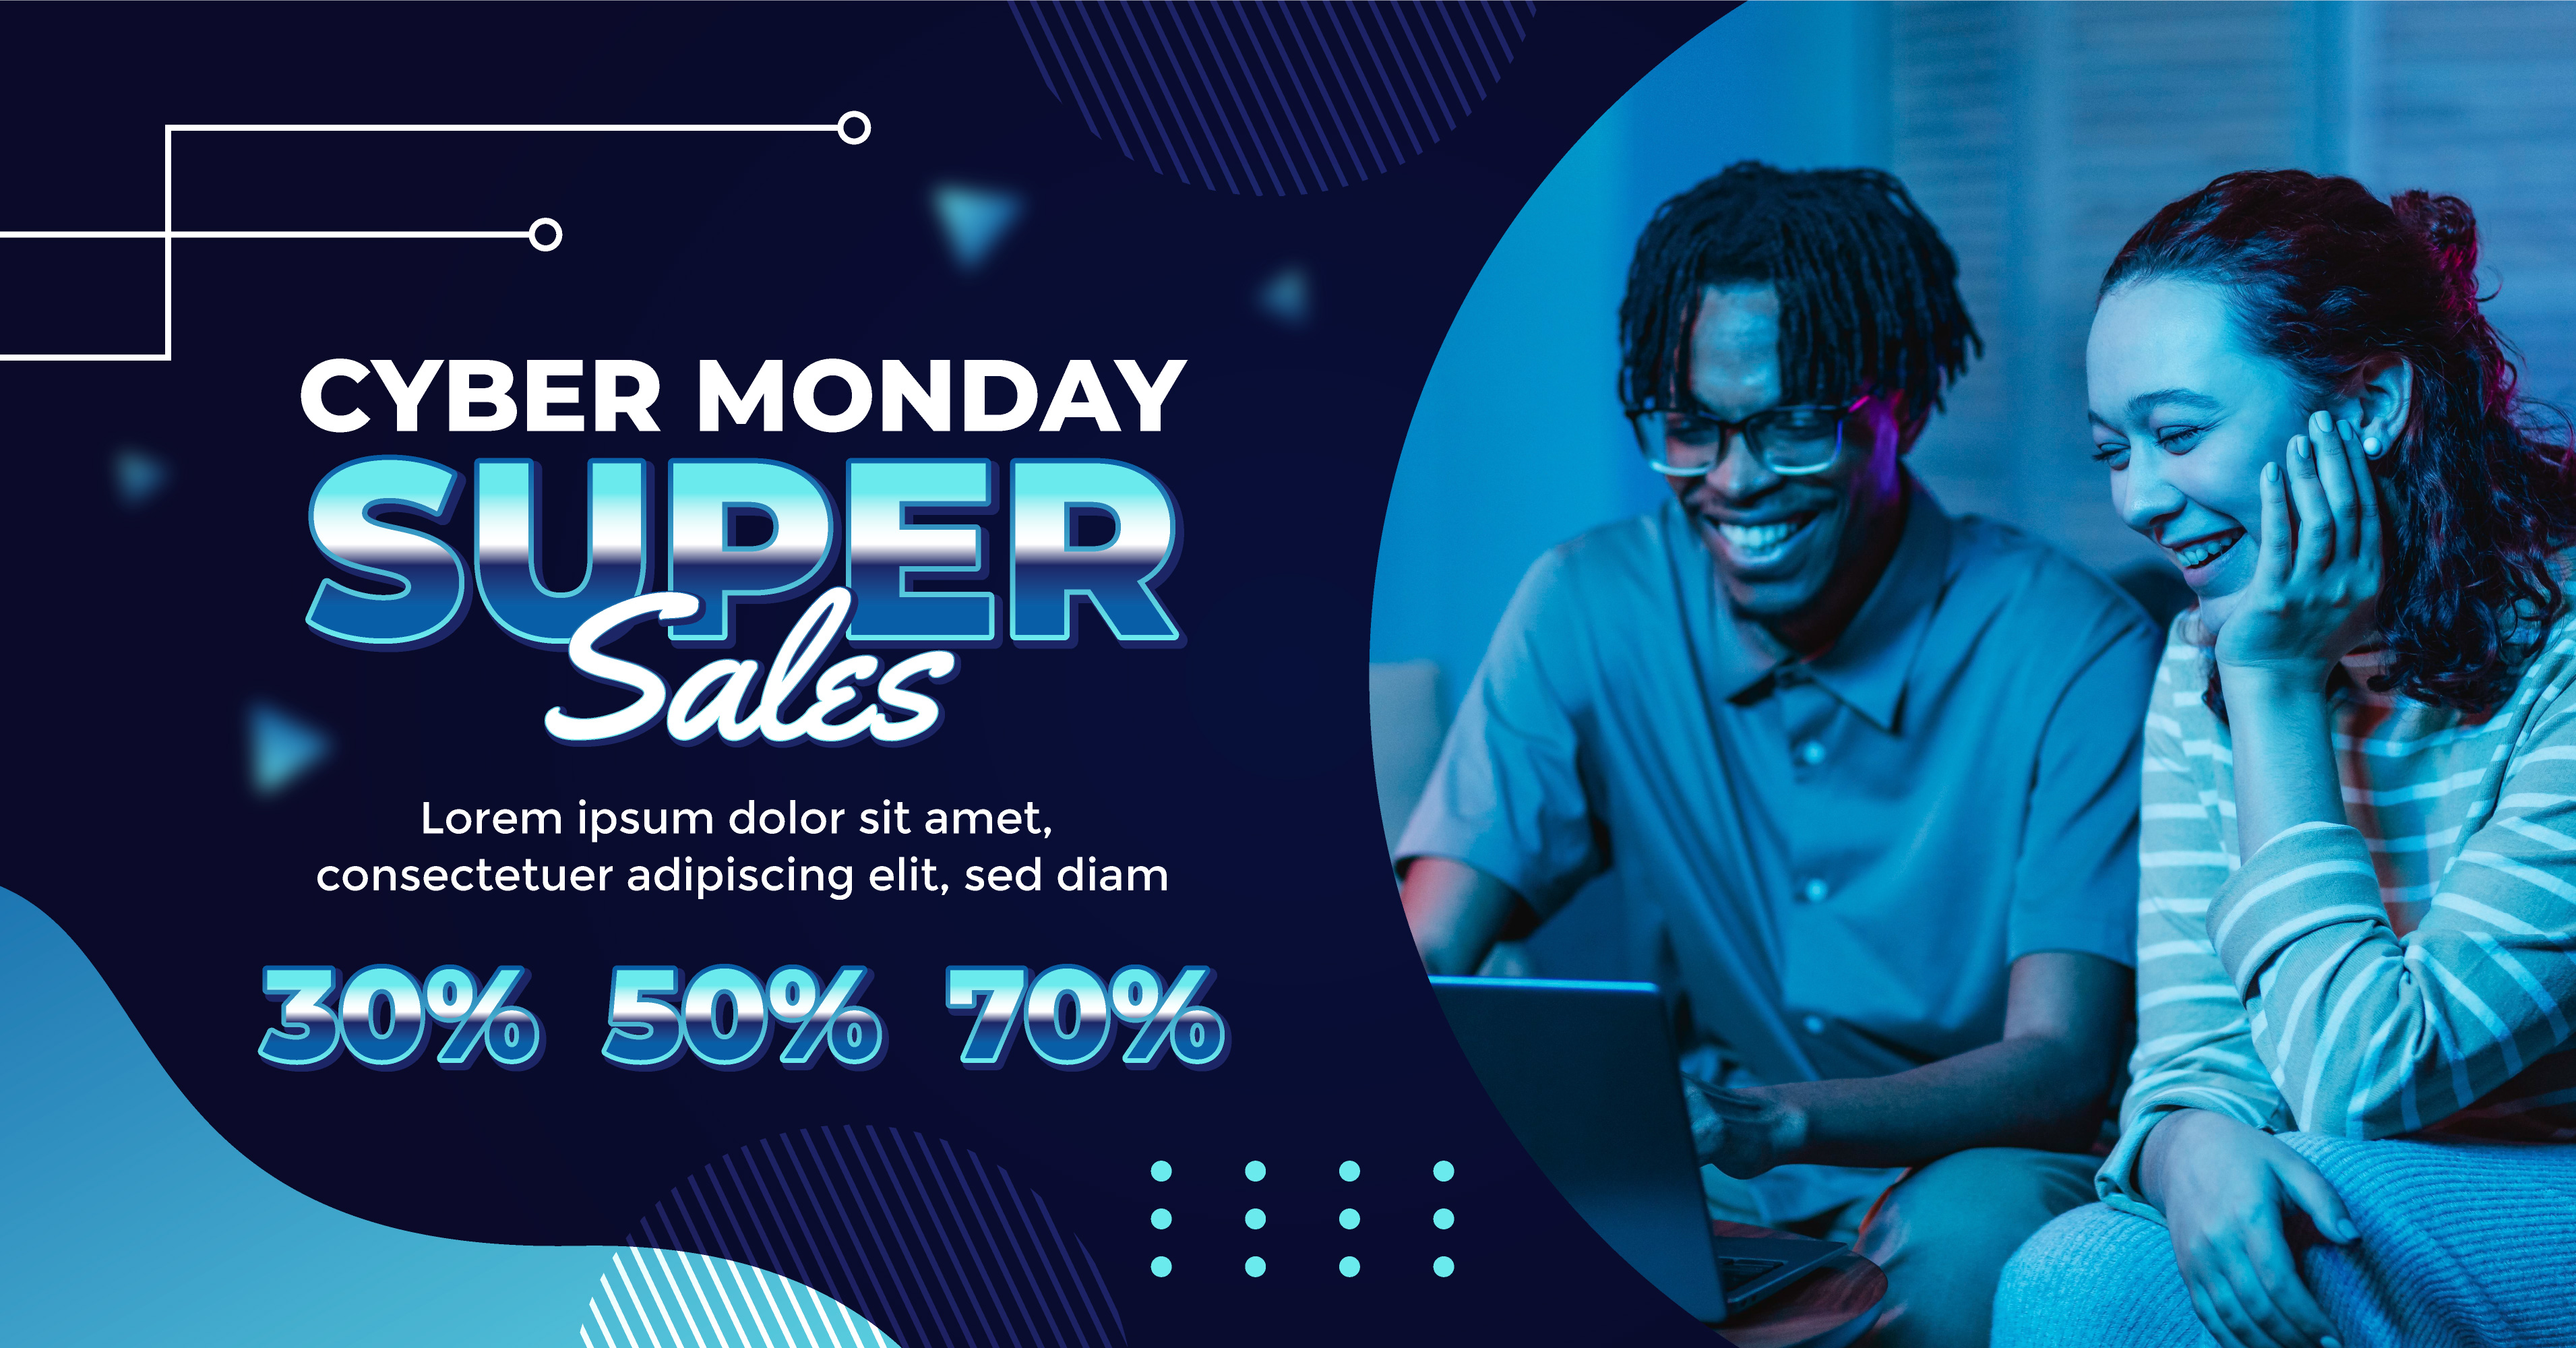 CYBER MONDAY
SUPER
Sales
Lorem ipsum dolor sit amet,
consectetuer adipiscing elit, sed diam
30% 50% 70%